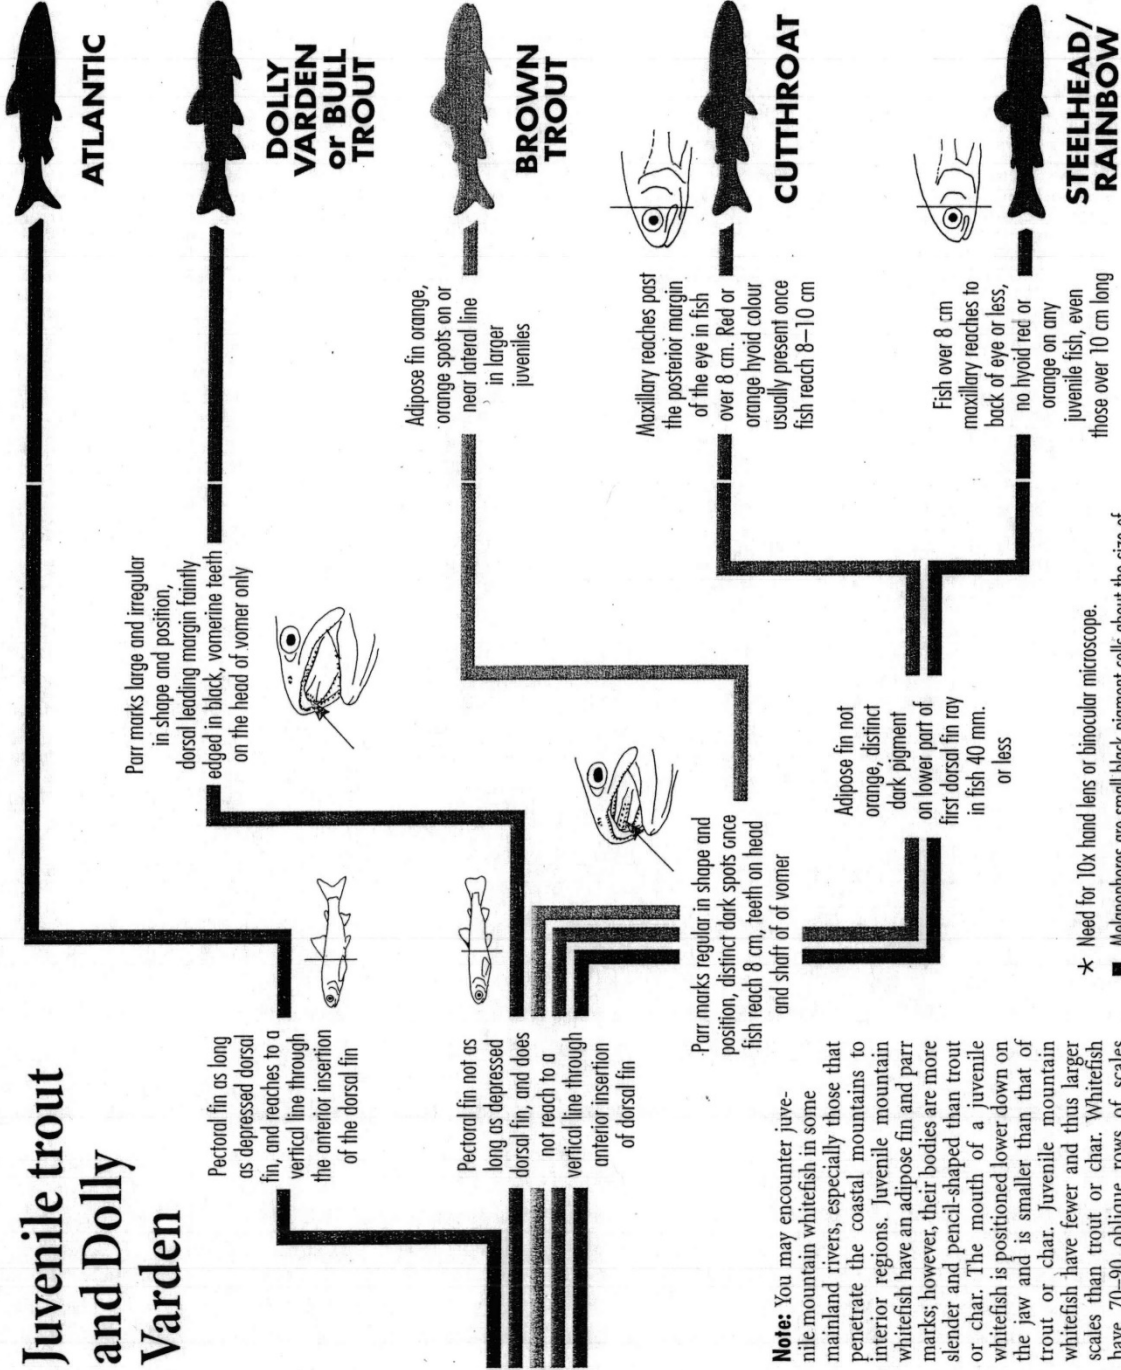 Juvenile trout
and Dolly
Varden
Pectoral fin as long
as depressed dorsal
fin, and reaches to a
vertical line through
the anterior insertion
of the dorsal fin
Pectoral fin not as
long as depressed
dorsal fin, and does
not reach to a
vertical line through
anterior insertion
of dorsal fin
Parr marks large and irregular
in shape and position,
dorsal leading margin faintly
edged in black, vomerine teeth
on the head of vomer only
Parr marks regular in shape and
position, distinct dark spots once
fish reach 8 cm, teeth on head
and shaft of vomer
Adipose fin orange,
orange spots on or
near lateral line
in larger
juveniles
Adipose fin not
orange, distinct
dark pigment
on lower part of
first dorsal fin ray
in fish 40 mm.
or less
Maxillary reaches past
the posterior margin
of the eye in fish
over 8 cm. Red or
orange hyoid colour
usually present once
fish reach 8–10 cm
Fish over 8 cm
maxillary reaches to
back of eye or less,
no hyoid red or
orange on any
juvenile fish, even
those over 10 cm long
ATLANTIC
DOLLY
VARDEN
or BULL
TROUT
BROWN
TROUT
CUTTHROAT
STEELHEAD/
RAINBOW
Note: You may encounter juve-
nile mountain whitefish in some
mainland rivers, especially those that
penetrate the coastal mountains to
interior regions. Juvenile mountain
whitefish have an adipose fin and parr
marks; however, their bodies are more
slender and pencil-shaped than trout
or char. The mouth of a juvenile
whitefish is positioned lower down on
the jaw and is smaller than that of
trout or char. Juvenile mountain
whitefish have fewer and thus larger
scales than trout or char. Whitefish
have 70–90 oblique rows of scales
* Need for 10x hand lens or binocular microscope.
■ Melanophores are small black pigment cells about the size of